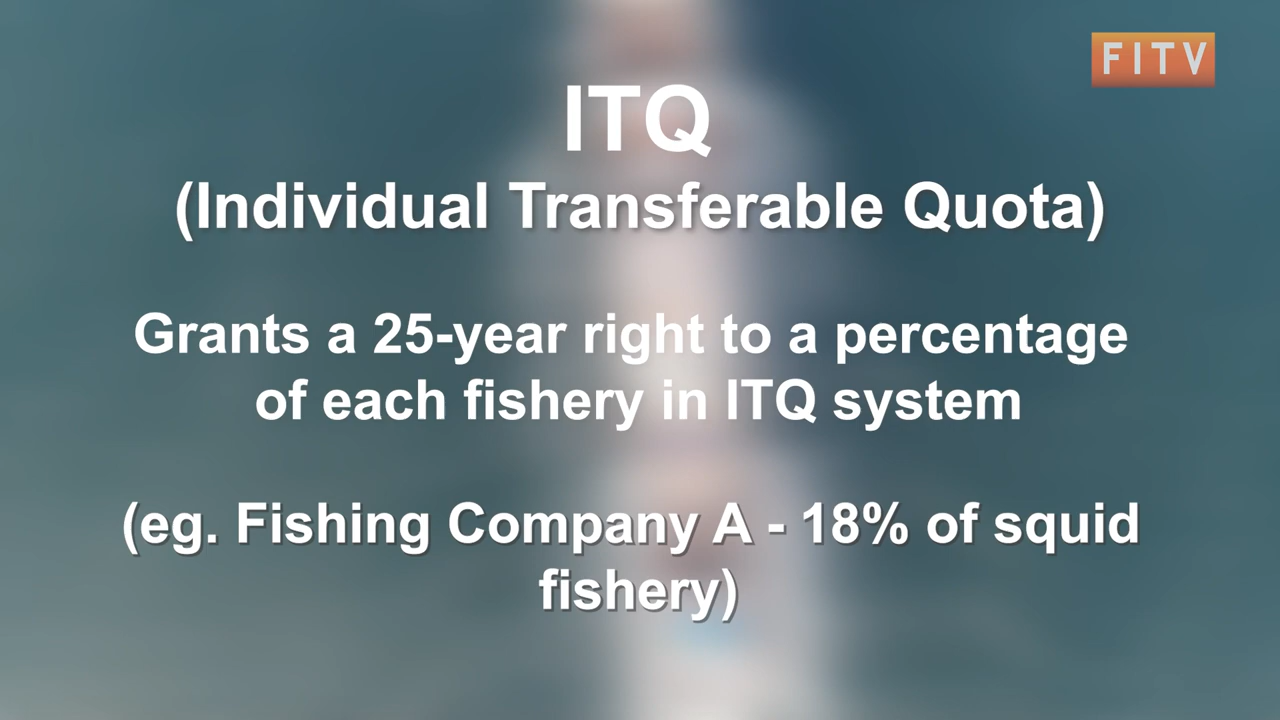 FITV
ITQ
(Individual Transferable Quota)
Grants a 25-year right to a percentage
of each fishery in ITQ system
(eg. Fishing Company A - 18% of squid
fishery)